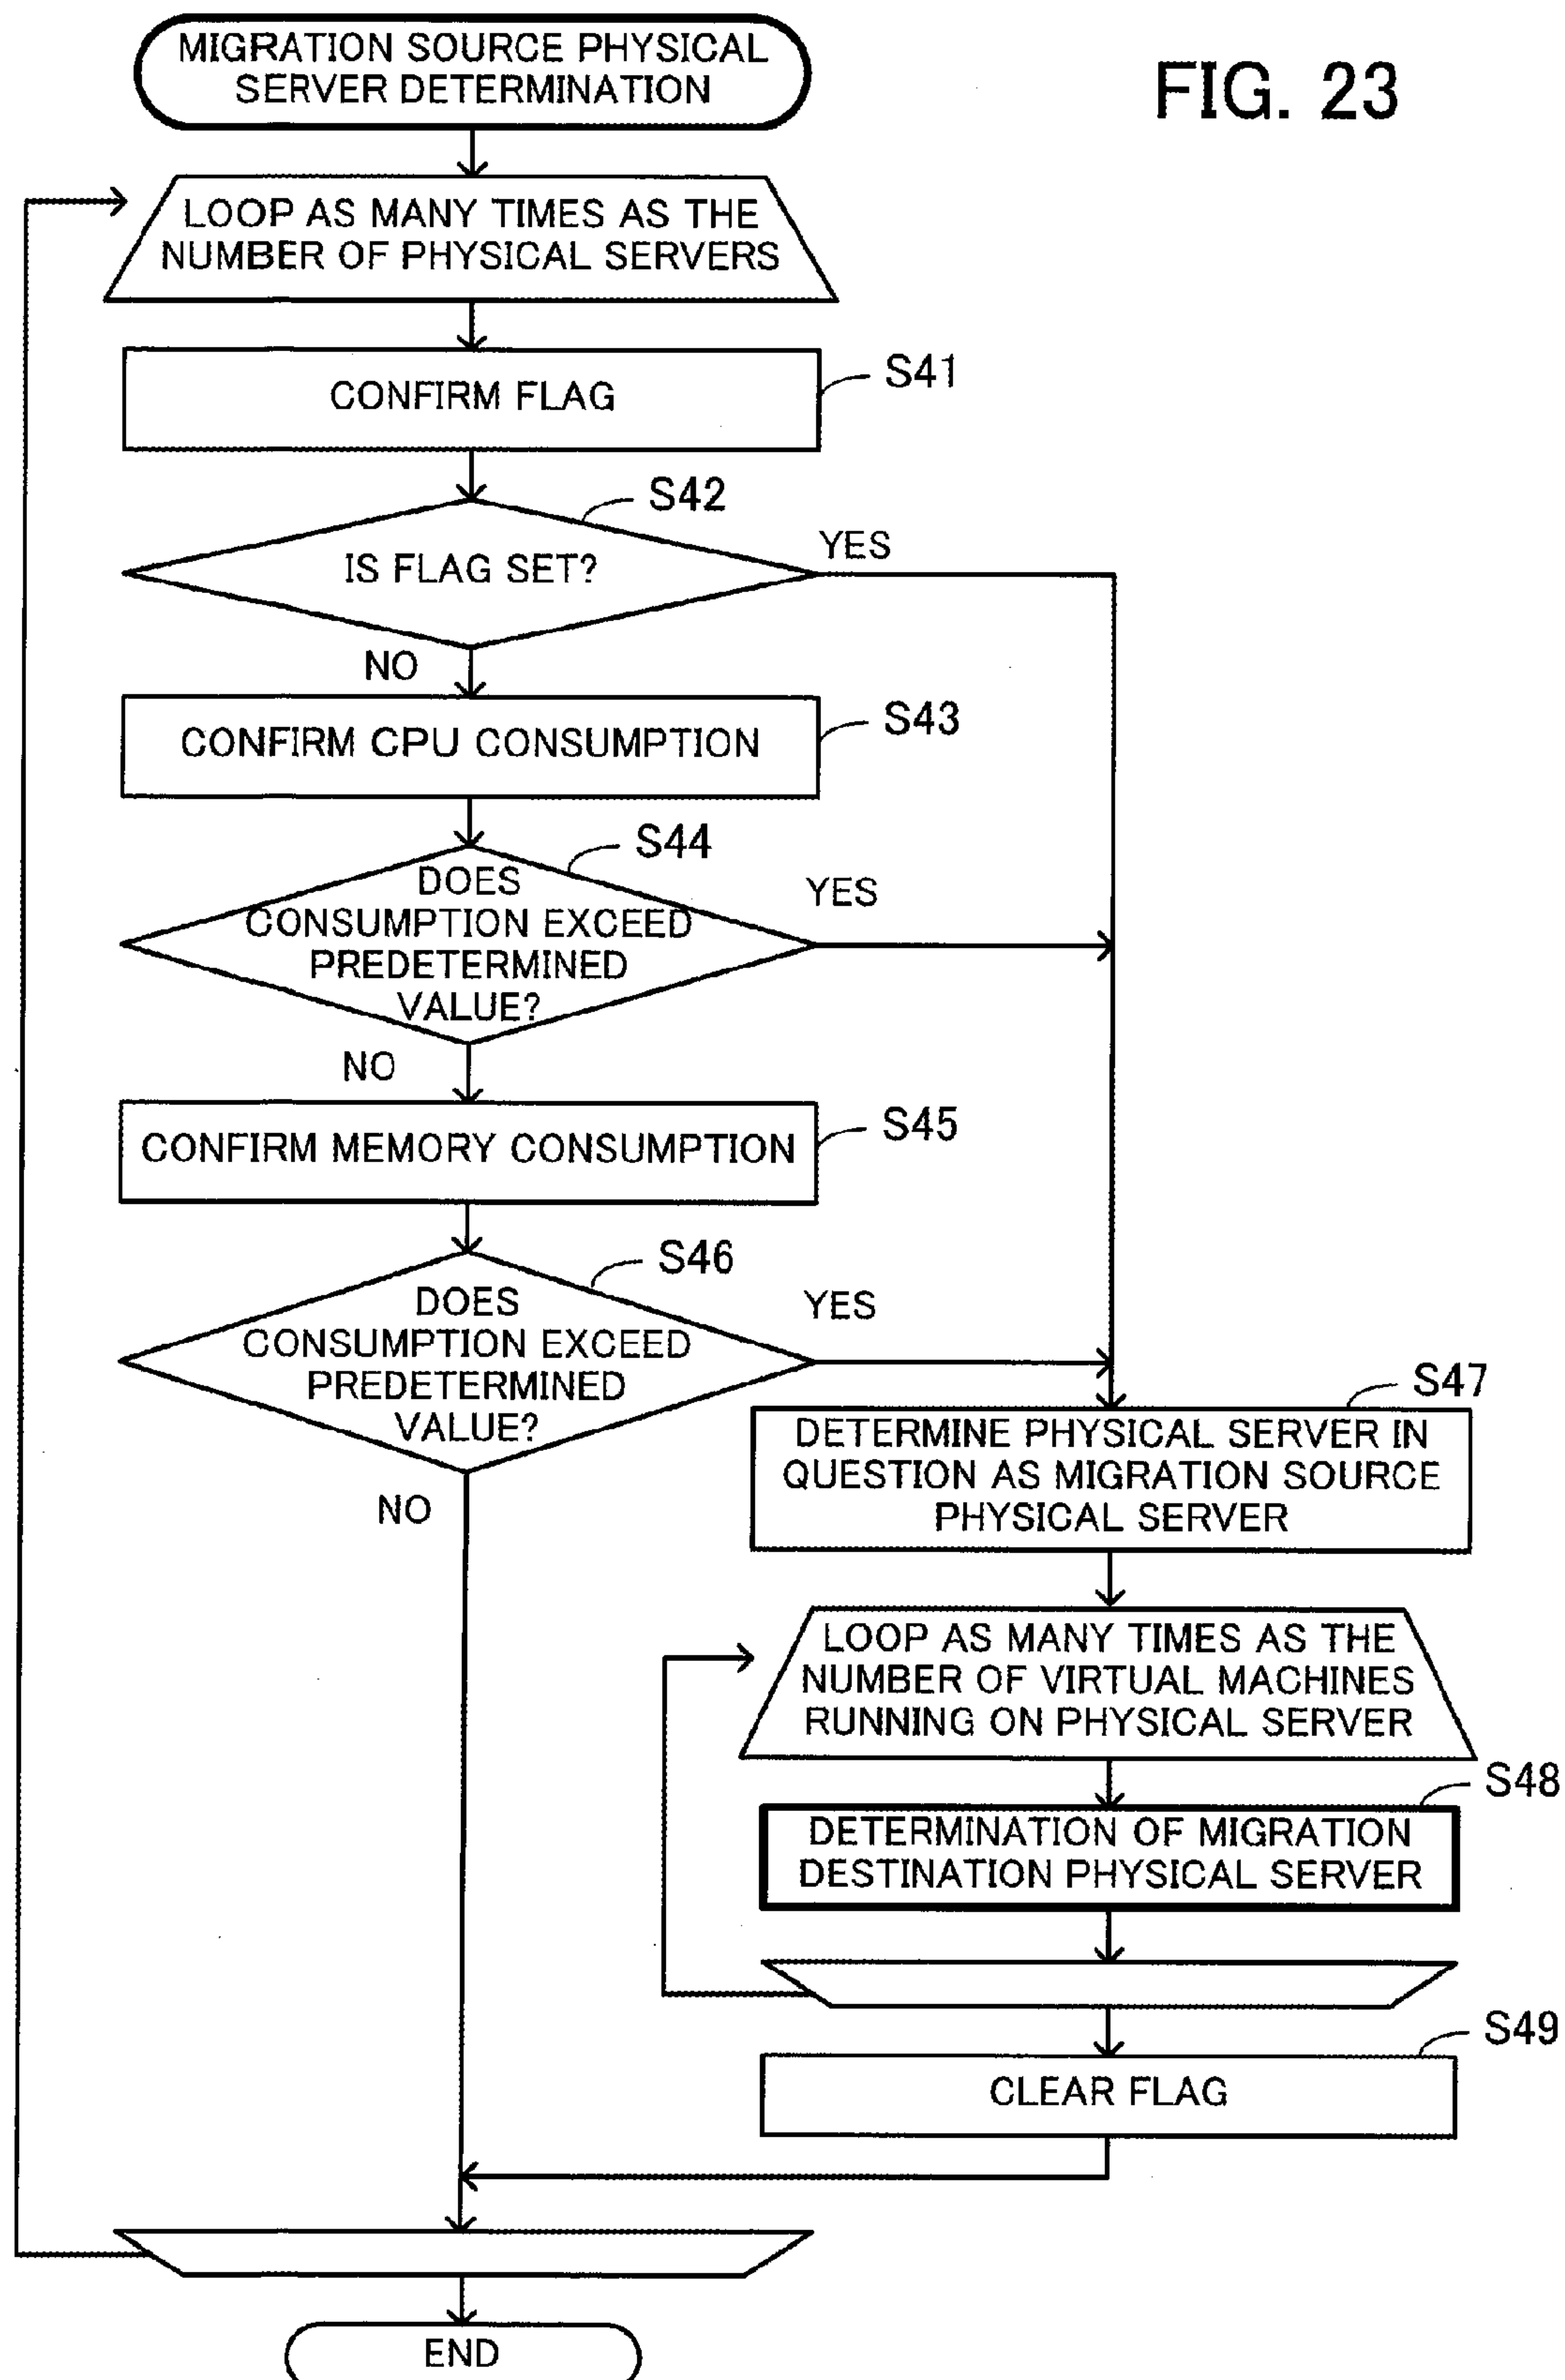 MIGRATION SOURCE PHYSICAL
SERVER DETERMINATION
FIG. 23
LOOP AS MANY TIMES AS THE
NUMBER OF PHYSICAL SERVERS
CONFIRM FLAG
S41
S42
IS FLAG SET?
YES
NO
CONFIRM CPU CONSUMPTION
S43
S44
DOES
CONSUMPTION EXCEED
PREDETERMINED
VALUE?
YES
NO
CONFIRM MEMORY CONSUMPTION
S45
S46
DOES
CONSUMPTION EXCEED
PREDETERMINED
VALUE?
YES
NO
S47
DETERMINE PHYSICAL SERVER IN
QUESTION AS MIGRATION SOURCE
PHYSICAL SERVER
LOOP AS MANY TIMES AS THE
NUMBER OF VIRTUAL MACHINES
RUNNING ON PHYSICAL SERVER
S48
DETERMINATION OF MIGRATION
DESTINATION PHYSICAL SERVER
S49
CLEAR FLAG
END